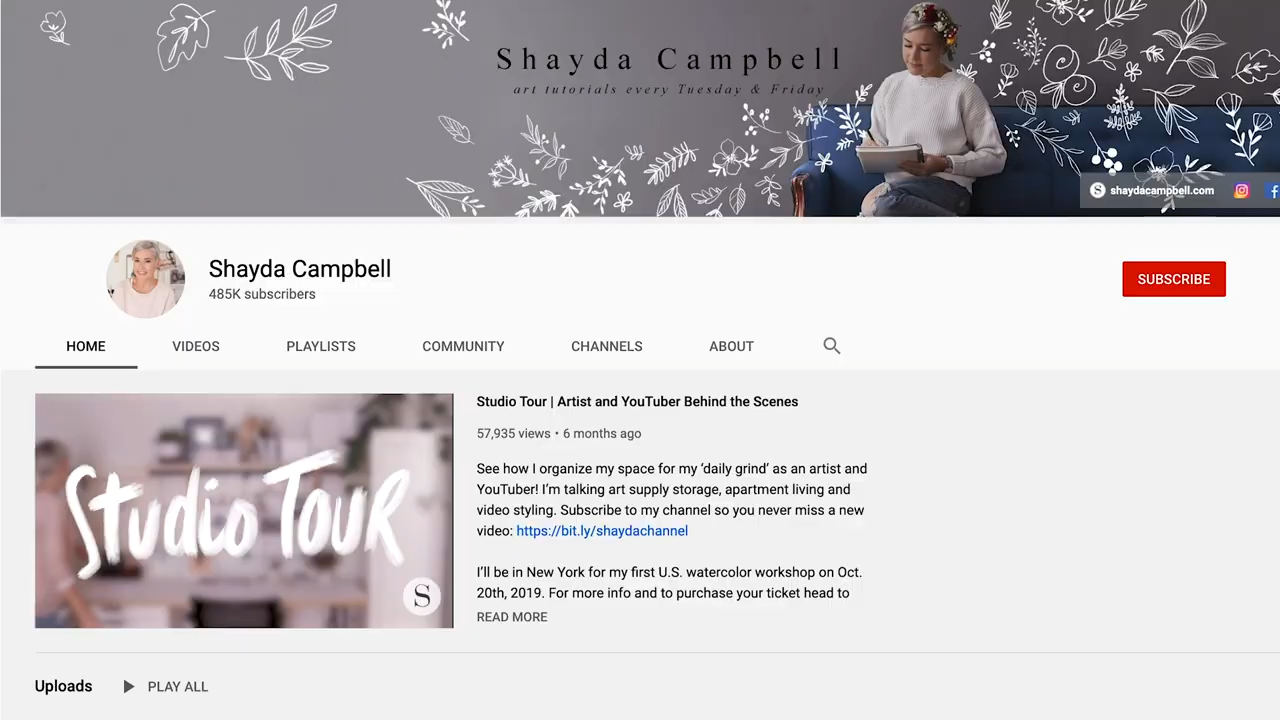 Shayda Campbell
art tutorials every Tuesday & Friday
S shaydacampbell.com
Shayda Campbell
485K subscribers
SUBSCRIBE
HOME VIDEOS PLAYLISTS COMMUNITY CHANNELS ABOUT
Studio Tour | Artist and YouTuber Behind the Scenes
57,935 views • 6 months ago
See how I organize my space for my ‘daily grind’ as an artist and
YouTuber! I’m talking art supply storage, apartment living and
video styling. Subscribe to my channel so you never miss a new
video: https://bit.ly/shaydachannel
I’ll be in New York for my first U.S. watercolor workshop on Oct.
20th, 2019. For more info and to purchase your ticket head to
READ MORE
Studio Tour
S
Uploads PLAY ALL